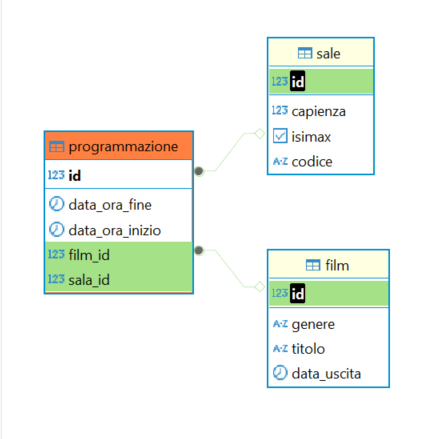 sale
123 id
123 capienza
isimax
A-Z codice
programmazione
123 id
data_ora_fine
data_ora_inizio
123 film_id
123 sala_id
film
123 id
A-Z genere
A-Z titolo
data_uscita